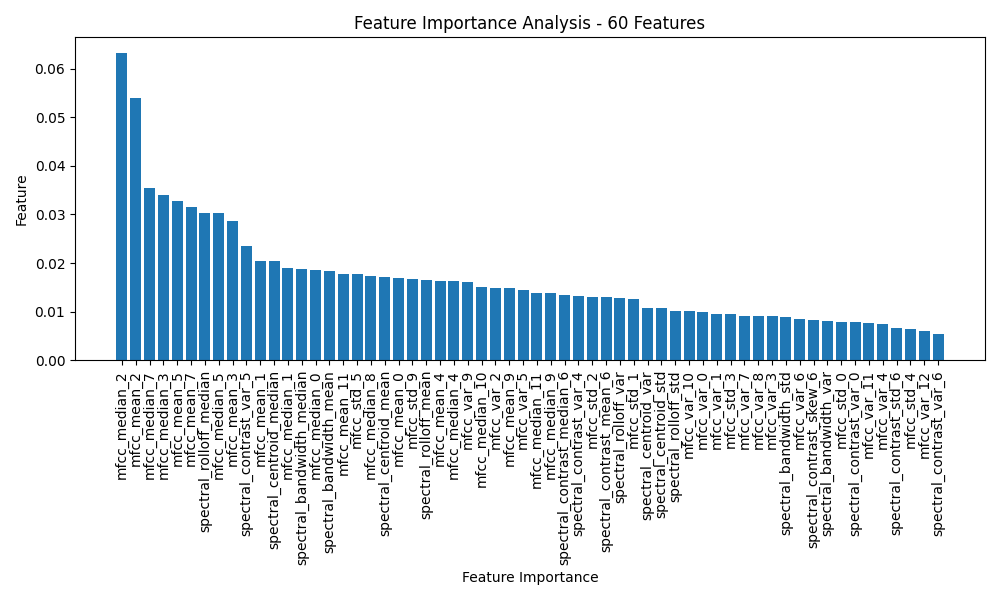 Feature Importance Analysis - 60 Features
Feature
0.06
0.05
0.04
0.03
0.02
0.01
0.00
mfcc_median_2
mfcc_mean_2
mfcc_median_7
mfcc_median_3
mfcc_mean_5
mfcc_mean_7
spectral_rolloff_median
mfcc_median_5
mfcc_mean_3
spectral_contrast_var_5
mfcc_mean_1
spectral_centroid_median
mfcc_median_1
spectral_bandwidth_median
mfcc_median_0
spectral_bandwidth_mean
mfcc_mean_11
mfcc_std_5
mfcc_median_8
spectral_centroid_mean
mfcc_mean_0
mfcc_std_9
spectral_rolloff_mean
mfcc_mean_4
mfcc_median_4
mfcc_var_9
mfcc_median_10
mfcc_var_2
mfcc_mean_9
mfcc_var_5
mfcc_median_11
mfcc_median_9
spectral_contrast_median_6
spectral_contrast_var_4
mfcc_std_2
spectral_contrast_mean_6
spectral_rolloff_var
mfcc_std_1
spectral_centroid_var
spectral_centroid_std
spectral_rolloff_std
mfcc_var_10
mfcc_var_0
mfcc_var_1
mfcc_std_3
mfcc_var_7
mfcc_var_8
mfcc_var_3
spectral_bandwidth_std
mfcc_var_6
spectral_contrast_skew_6
spectral_bandwidth_var
mfcc_std_0
spectral_contrast_var_0
mfcc_var_11
mfcc_var_4
spectral_contrast_std_6
mfcc_std_4
mfcc_var_12
spectral_contrast_var_6
Feature Importance